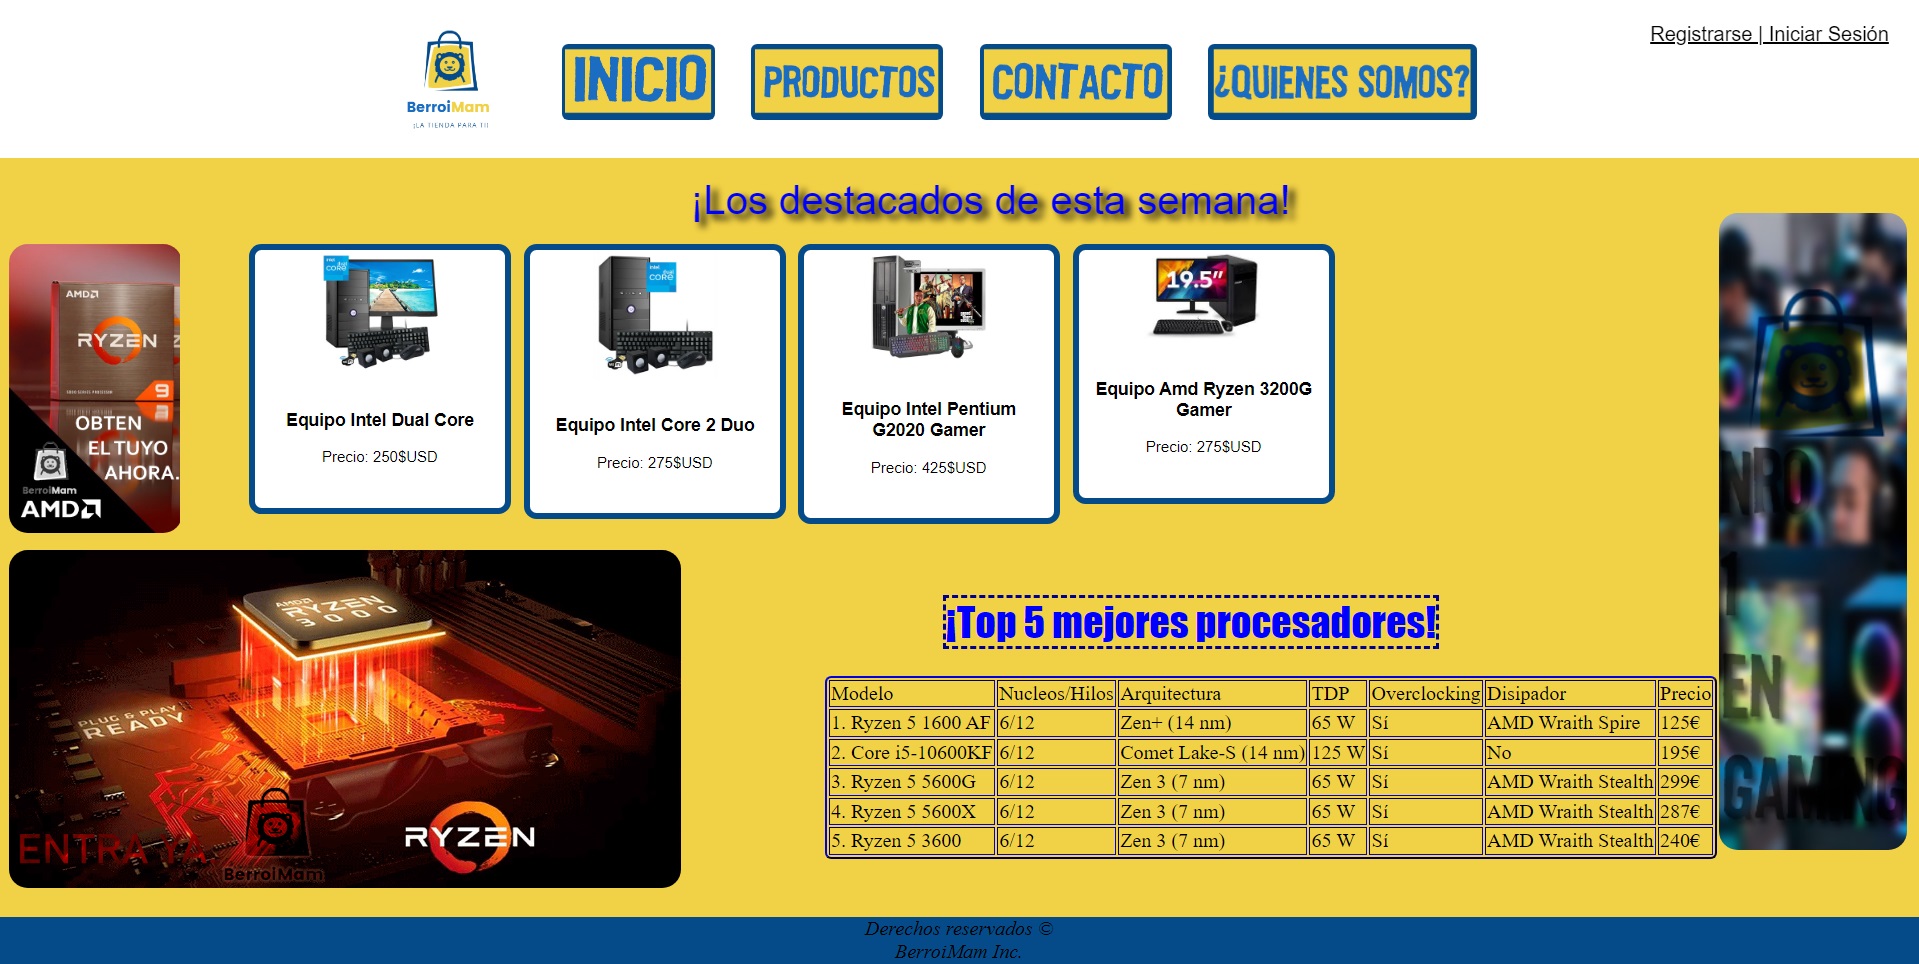 BerroiMam
¡LA TIENDA PARA TI!
INICIO
PRODUCTOS
CONTACTO
¿QUIENES SOMOS?
Registrarse | Iniciar Sesión
¡Los destacados de esta semana!
AMD
RYZEN
9
OBTEN
EL TUYO
AHORA.
BerroiMam
AMD
intel
CORE
Equipo Intel Dual Core
Precio: 250$USD
intel
CORE
Equipo Intel Core 2 Duo
Precio: 275$USD
Equipo Intel Pentium
G2020 Gamer
Precio: 425$USD
19.5”
Equipo Amd Ryzen 3200G
Gamer
Precio: 275$USD
AMD
RYZEN
3000
PLUG & PLAY
READY
ENTRA YA
BerroiMam
RYZEN
¡Top 5 mejores procesadores!
Modelo Nucleos/Hilos Arquitectura TDP Overclocking Disipador Precio
1. Ryzen 5 1600 AF 6/12 Zen+ (14 nm) 65 W Sí AMD Wraith Spire 125€
2. Core i5-10600KF 6/12 Comet Lake-S (14 nm) 125 W Sí No 195€
3. Ryzen 5 5600G 6/12 Zen 3 (7 nm) 65 W Sí AMD Wraith Stealth 299€
4. Ryzen 5 5600X 6/12 Zen 3 (7 nm) 65 W Sí AMD Wraith Stealth 287€
5. Ryzen 5 3600 6/12 Zen 3 (7 nm) 65 W Sí AMD Wraith Stealth 240€
NRO
1
EN
GAMING
Derechos reservados ©
BerroiMam Inc.